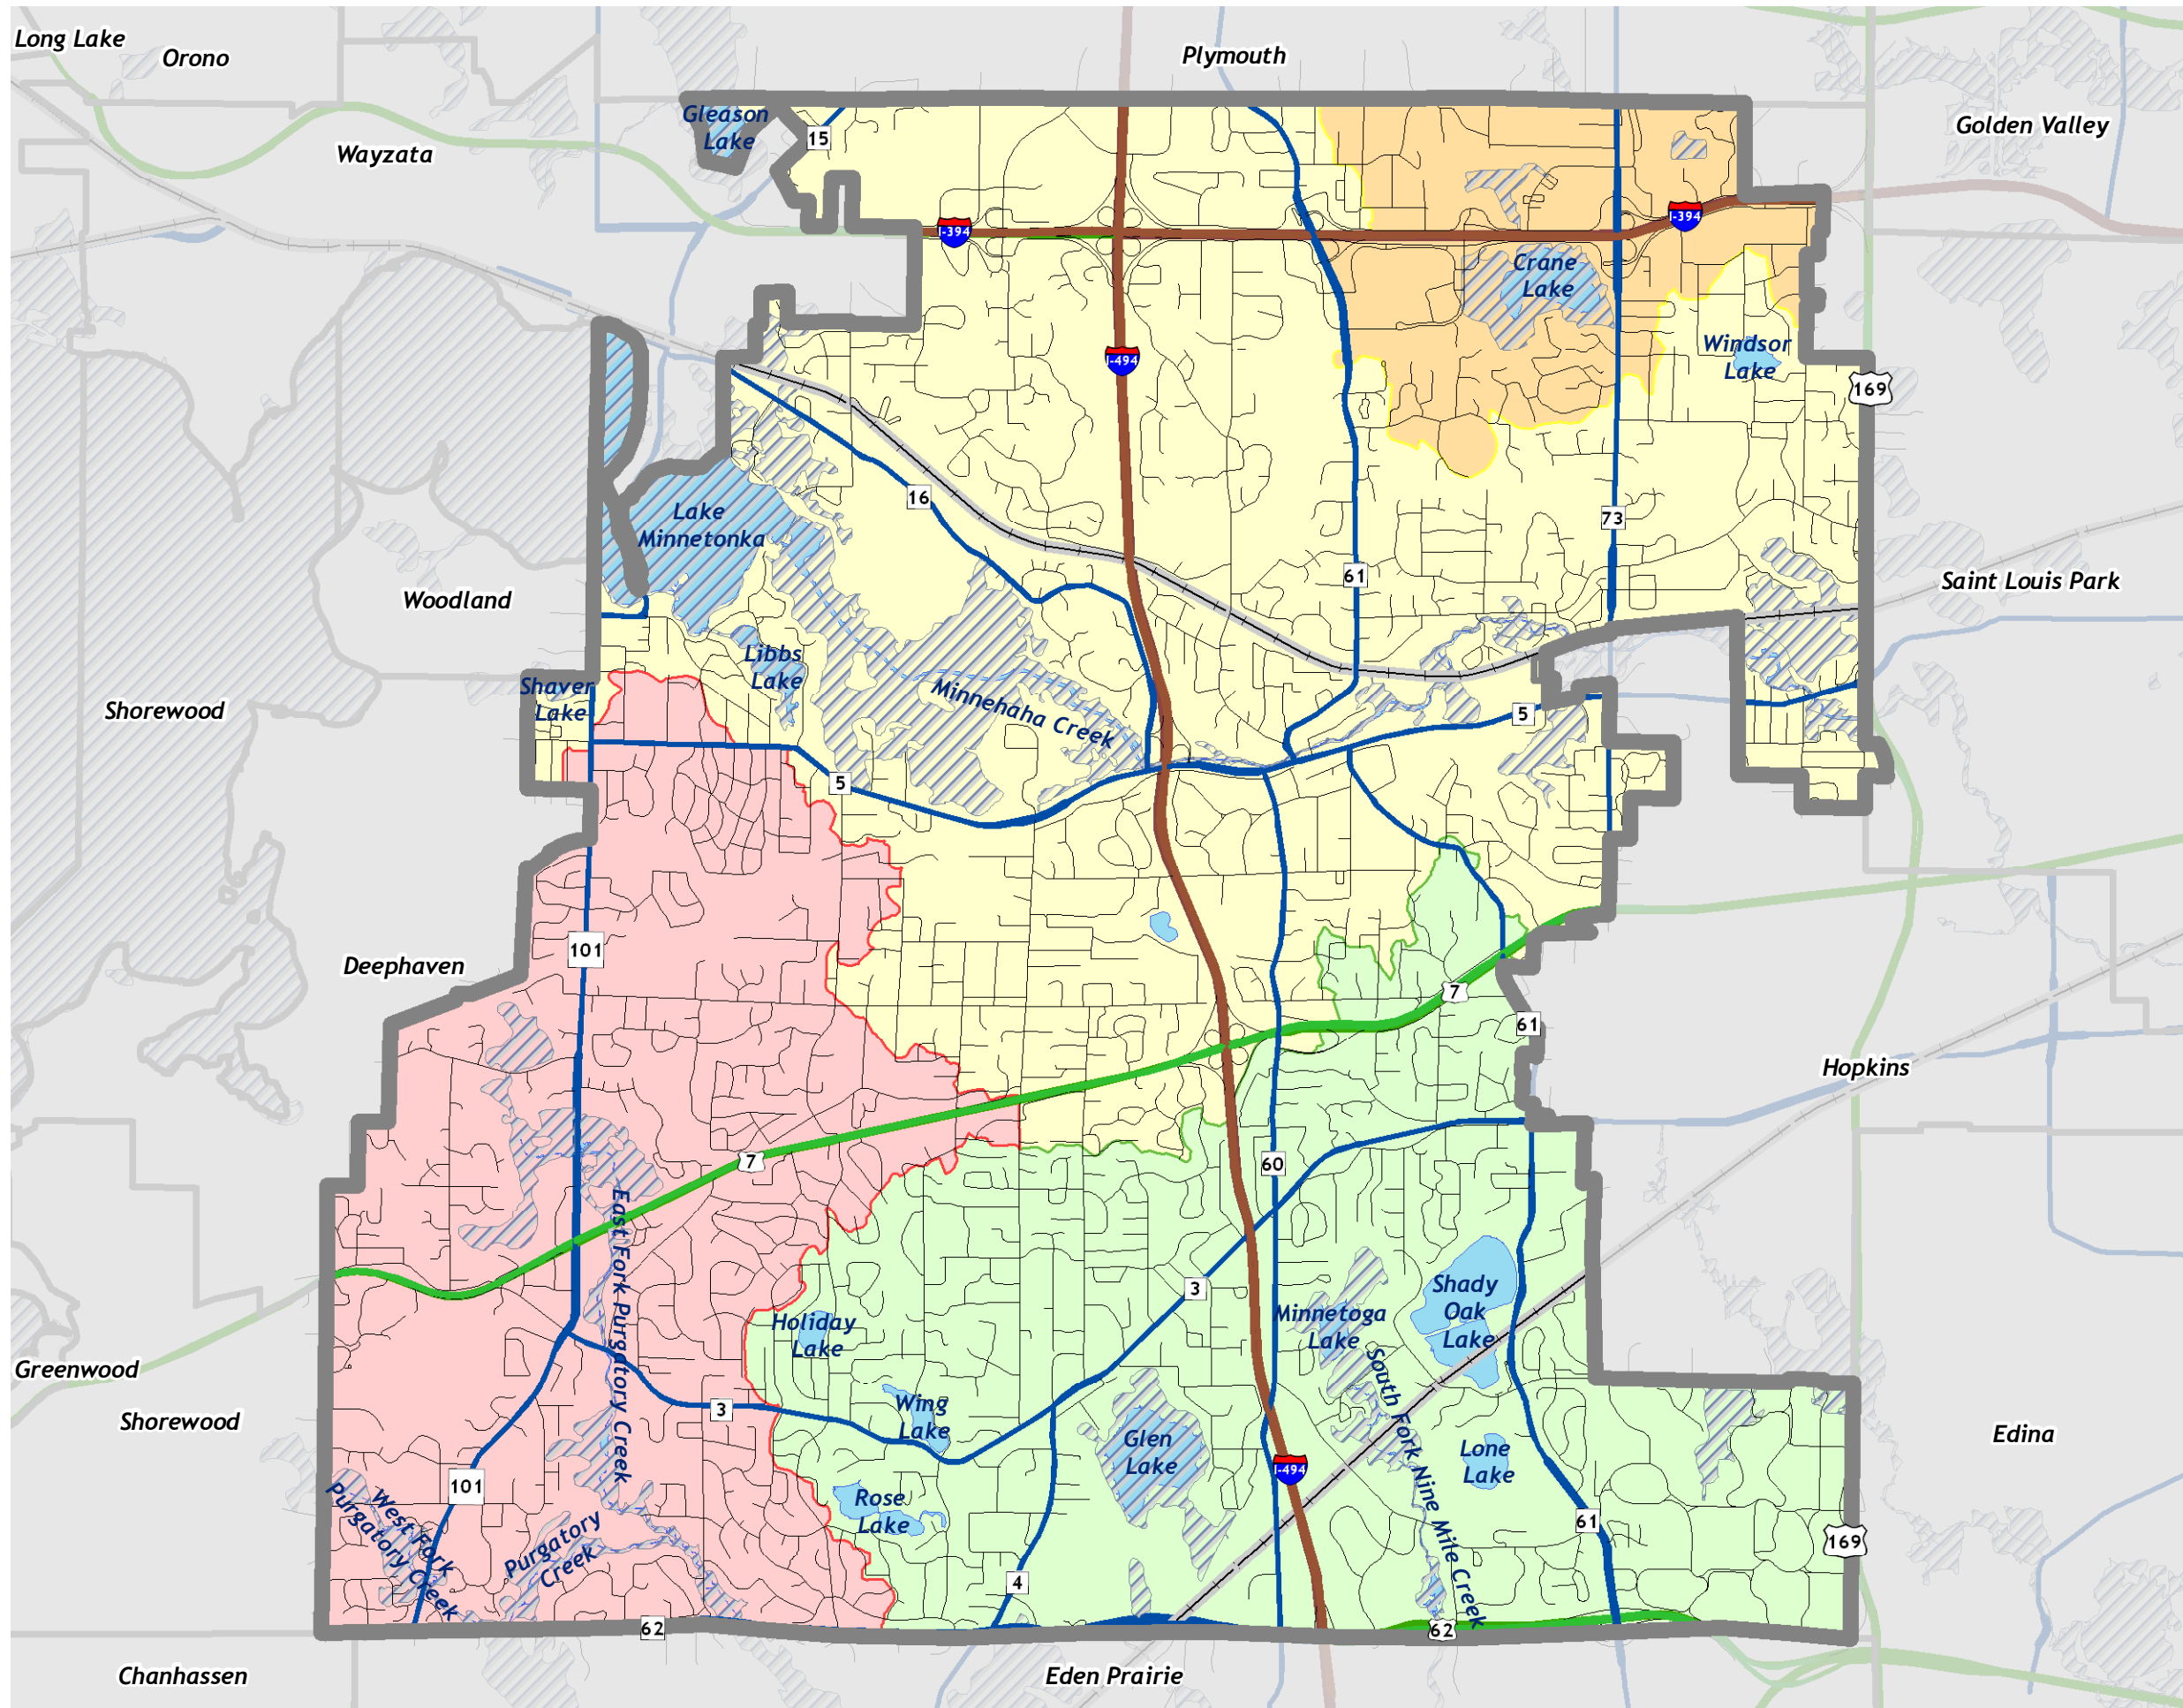 Long Lake
Orono
Plymouth
Gleason
Lake
15
Golden Valley
Wayzata
I-394
I-394
Crane
Lake
Windsor
Lake
I-494
169
16
Lake
Minnetonka
73
61
Saint Louis Park
Woodland
Libbs
Lake
Shaver
Lake
Minnehaha Creek
Shorewood
5
5
101
Deephaven
7
61
Hopkins
7
60
East Fork Purgatory Creek
3
Minnetoga
Lake
Shady
Oak
Lake
Holiday
Lake
Greenwood
Shorewood
3
Wing
Lake
South Fork Nine Mile Creek
Glen
Lake
Lone
Lake
Edina
I-494
101
West Fork
Purgatory Creek
Rose
Lake
61
169
Purgatory
Creek
4
62
62
Chanhassen
Eden Prairie